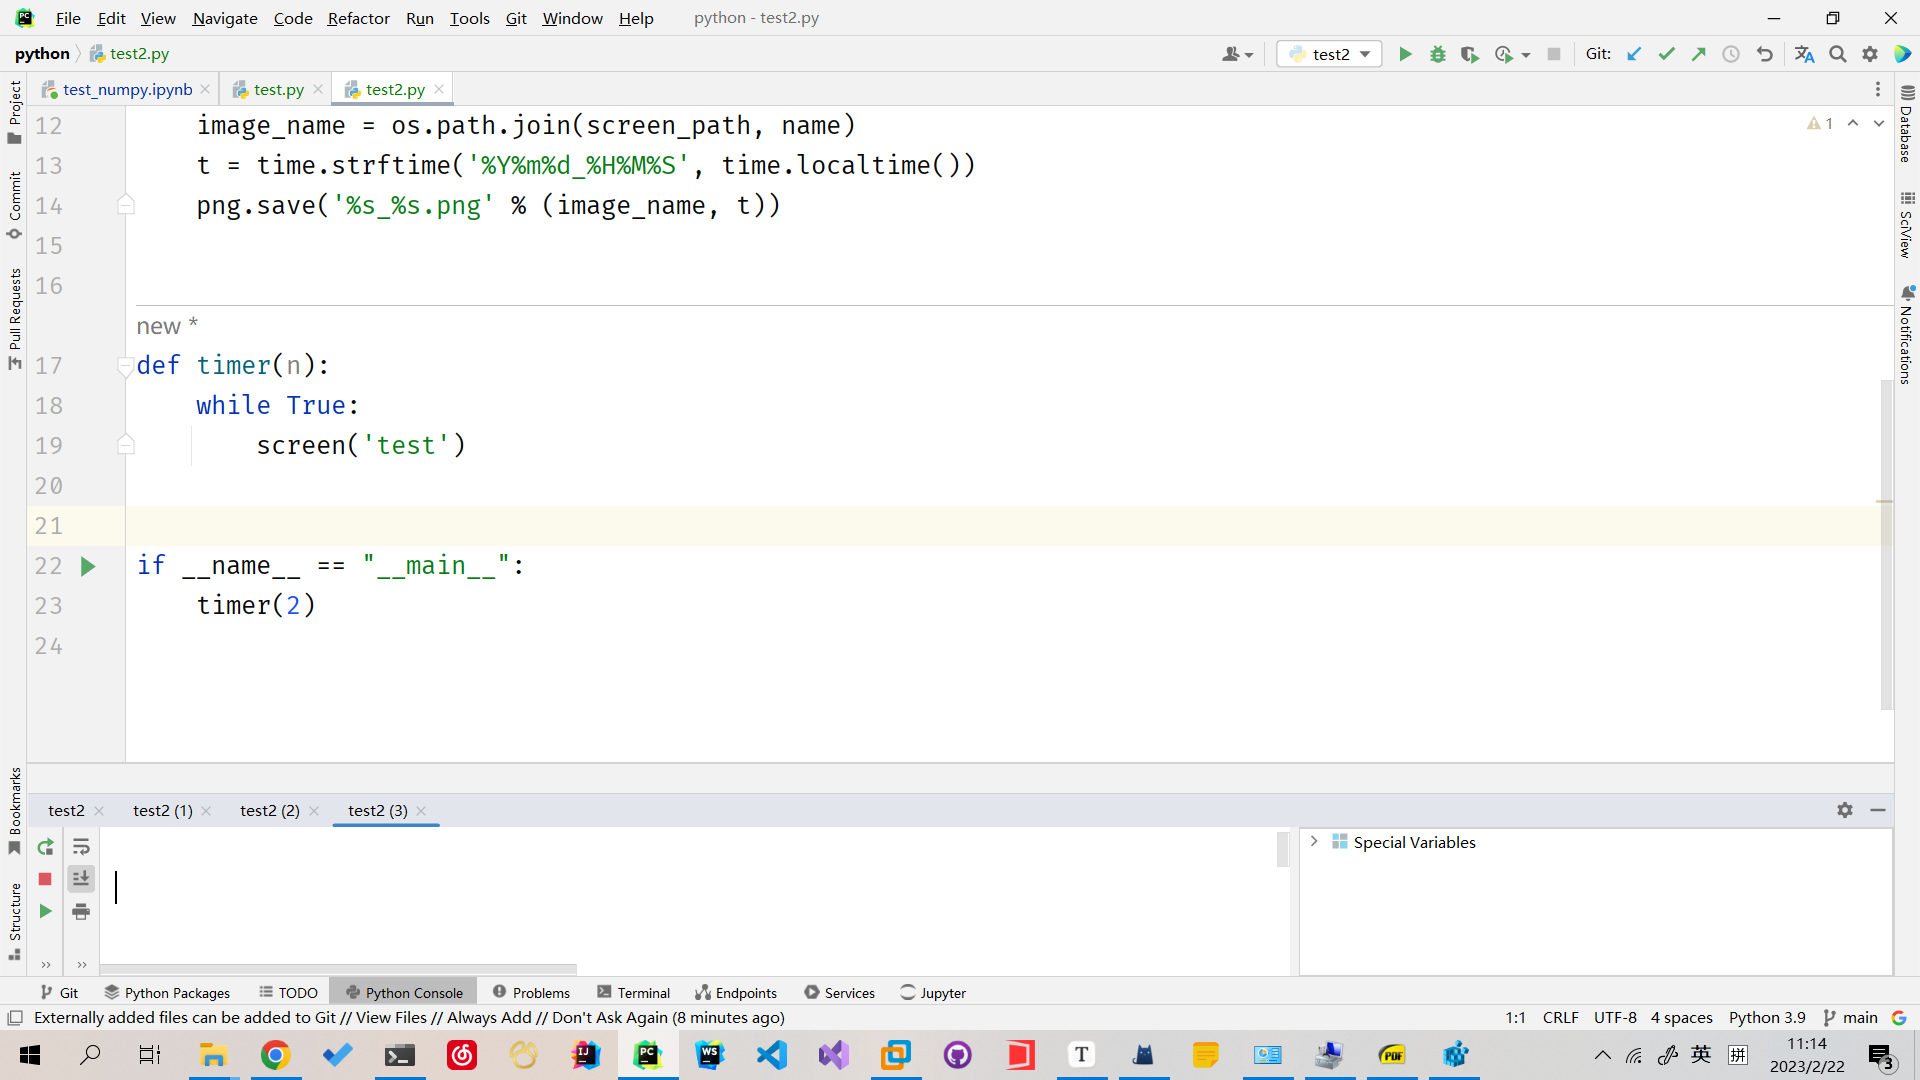 File Edit View Navigate Code Refactor Run Tools Git Window Help python - test2.py
python test2.py test2 Git:
test_numpy.ipynb test.py test2.py
12 image_name = os.path.join(screen_path, name) 1
13 t = time.strftime('%Y%m%d_%H%M%S', time.localtime())
14 png.save('%s_%s.png' % (image_name, t))
15
16
new *
17 def timer(n):
18 while True:
19 screen('test')
20
21
22 if __name__ == "__main__":
23 timer(2)
24
Project
Commit
Pull Requests
Bookmarks
Structure
Database
SciView
Notifications
test2 test2 (1) test2 (2) test2 (3)
Special Variables
Git Python Packages TODO Python Console Problems Terminal Endpoints Services Jupyter
Externally added files can be added to Git // View Files // Always Add // Don't Ask Again (8 minutes ago) 1:1 CRLF UTF-8 4 spaces Python 3.9 main
英 拼 11:14
2023/2/22
3